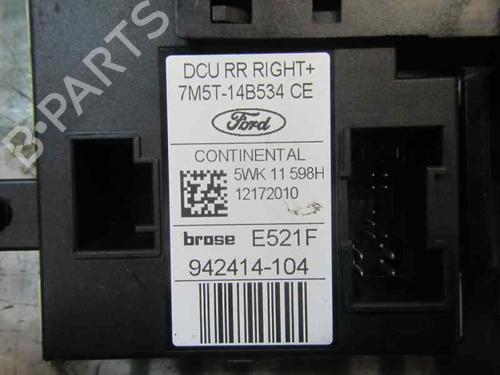 DCU RR RIGHT+
7M5T-14B534 CE
Ford
CONTINENTAL
5WK 11 598H
12172010
brose E521F
942414-104
B-PARTS